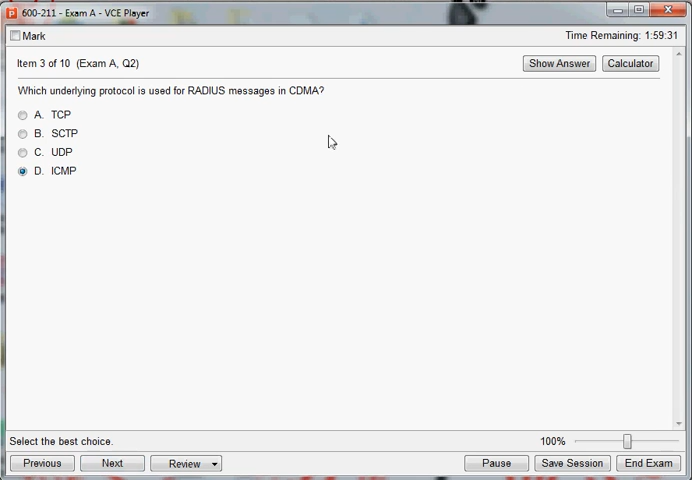 600-211 - Exam A - VCE Player
Mark
Time Remaining: 1:59:31
Item 3 of 10 (Exam A, Q2)
Show Answer
Calculator
Which underlying protocol is used for RADIUS messages in CDMA?
A. TCP
B. SCTP
C. UDP
D. ICMP
Select the best choice.
100%
Previous
Next
Review
Pause
Save Session
End Exam